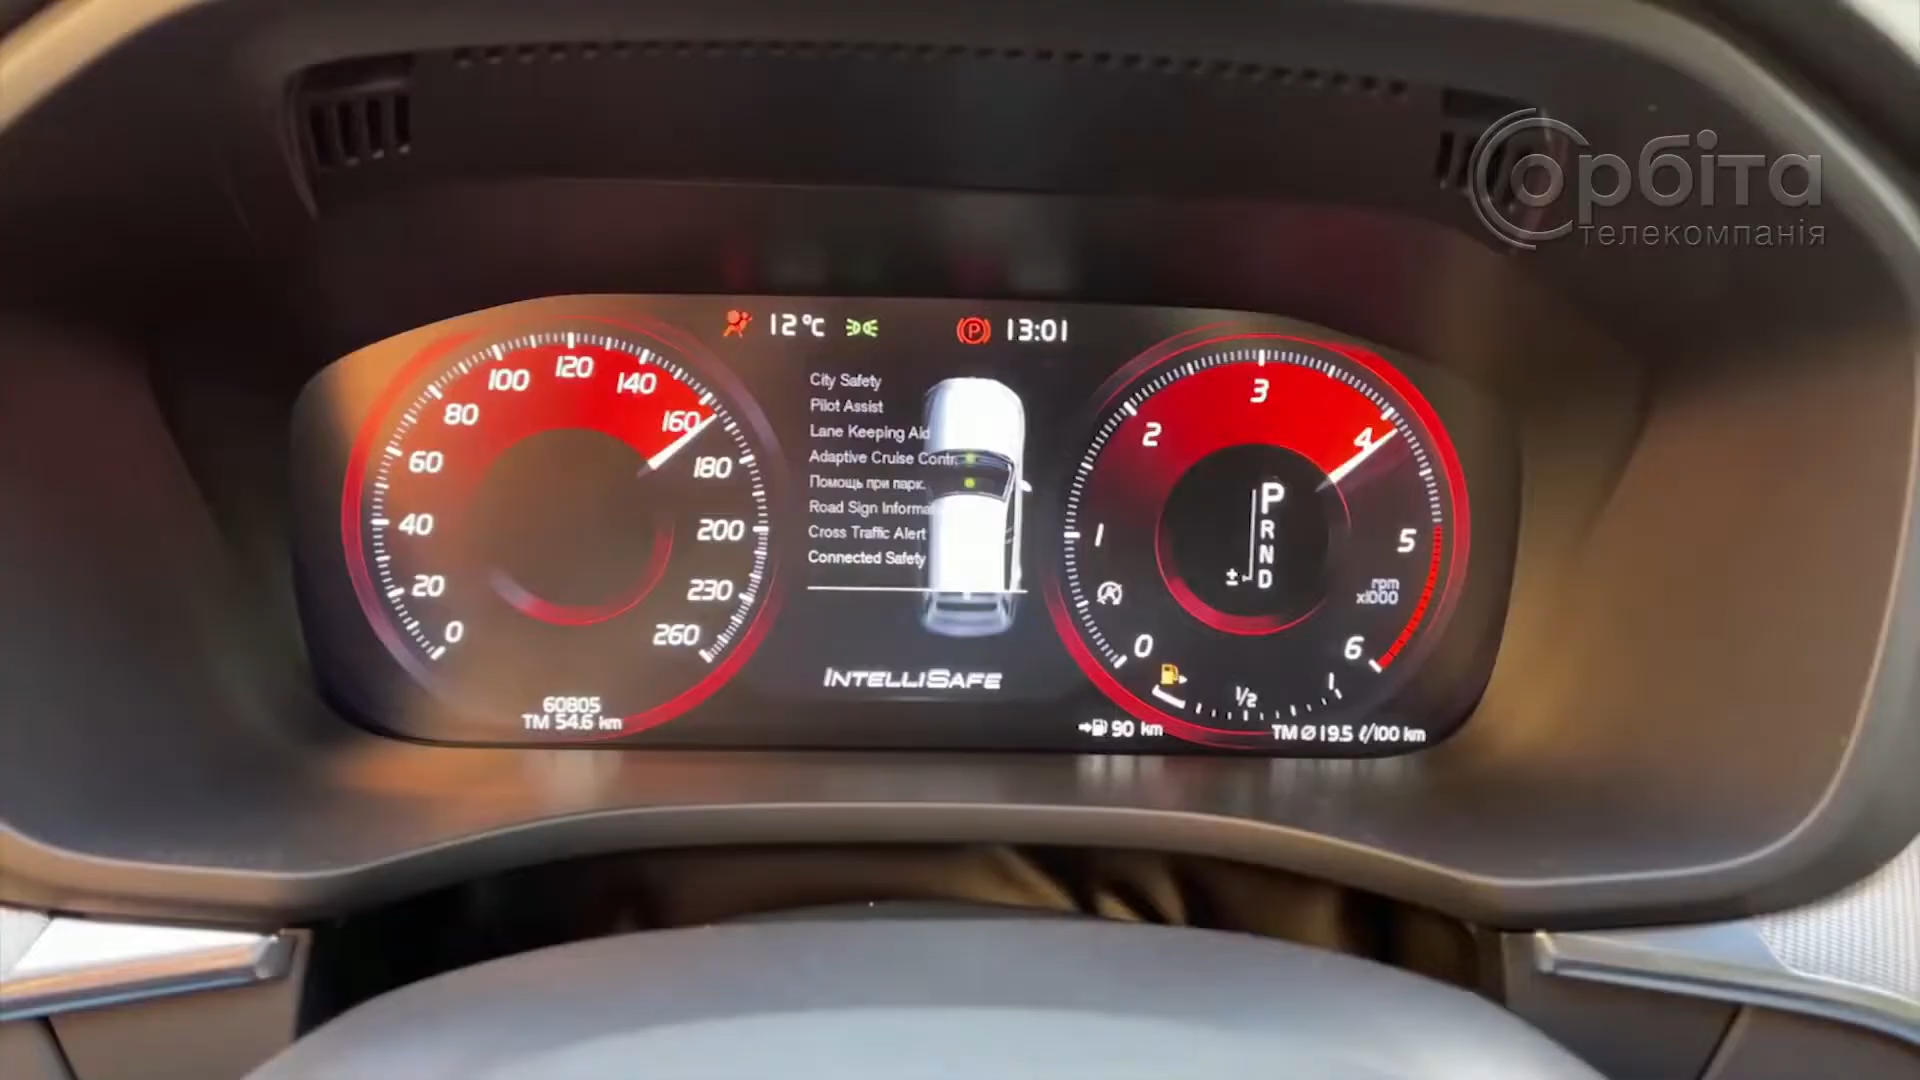 орбіта
телекомпанія
12°C
13:01
0
20
40
60
80
100
120
140
160
180
200
230
260
60805
TM 54.6 km
City Safety
Pilot Assist
Lane Keeping Aid
Adaptive Cruise Contr.
Помощь при парк.
Road Sign Informa
Cross Traffic Alert
Connected Safety
INTELLISAFE
0
1
2
3
4
5
6
rpm
x1000
P
R
N
D
±
1/2
1
90 km
TM Ø 19.5 ℓ/100 km